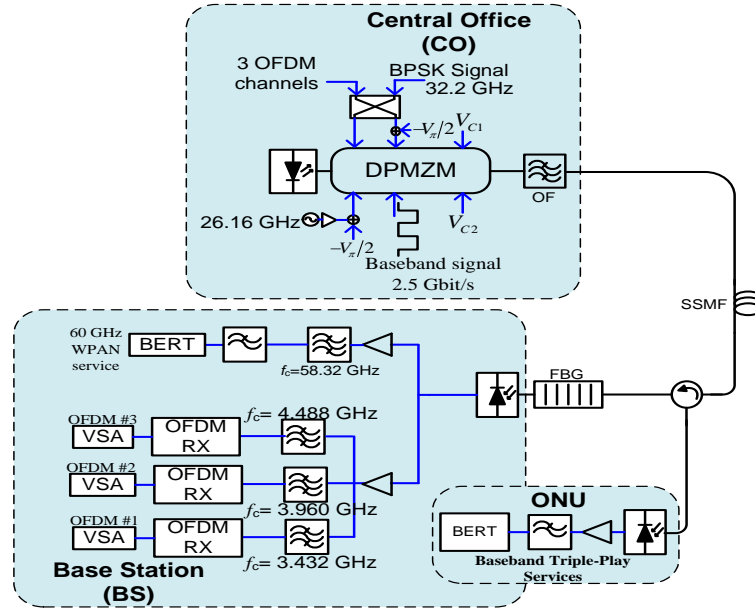 Central Office
(CO)
3 OFDM
channels
BPSK Signal
32.2 GHz
−Vπ/2
VC1
DPMZM
OF
26.16 GHz
−Vπ/2
VC2
Baseband signal
2.5 Gbit/s
SSMF
60 GHz
WPAN
service
BERT
fc=58.32 GHz
FBG
OFDM #3
VSA
OFDM
RX
fc= 4.488 GHz
OFDM #2
VSA
OFDM
RX
fc= 3.960 GHz
OFDM #1
VSA
OFDM
RX
fc= 3.432 GHz
Base Station
(BS)
ONU
BERT
Baseband Triple-Play
Services